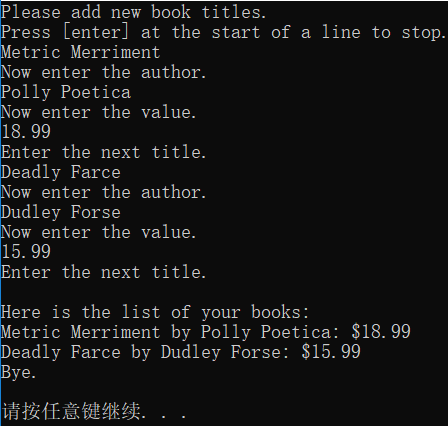 Please add new book titles.
Press [enter] at the start of a line to stop.
Metric Merriment
Now enter the author.
Polly Poetica
Now enter the value.
18.99
Enter the next title.
Deadly Farce
Now enter the author.
Dudley Forse
Now enter the value.
15.99
Enter the next title.
Here is the list of your books:
Metric Merriment by Polly Poetica: $18.99
Deadly Farce by Dudley Forse: $15.99
Bye.
请按任意键继续. . .